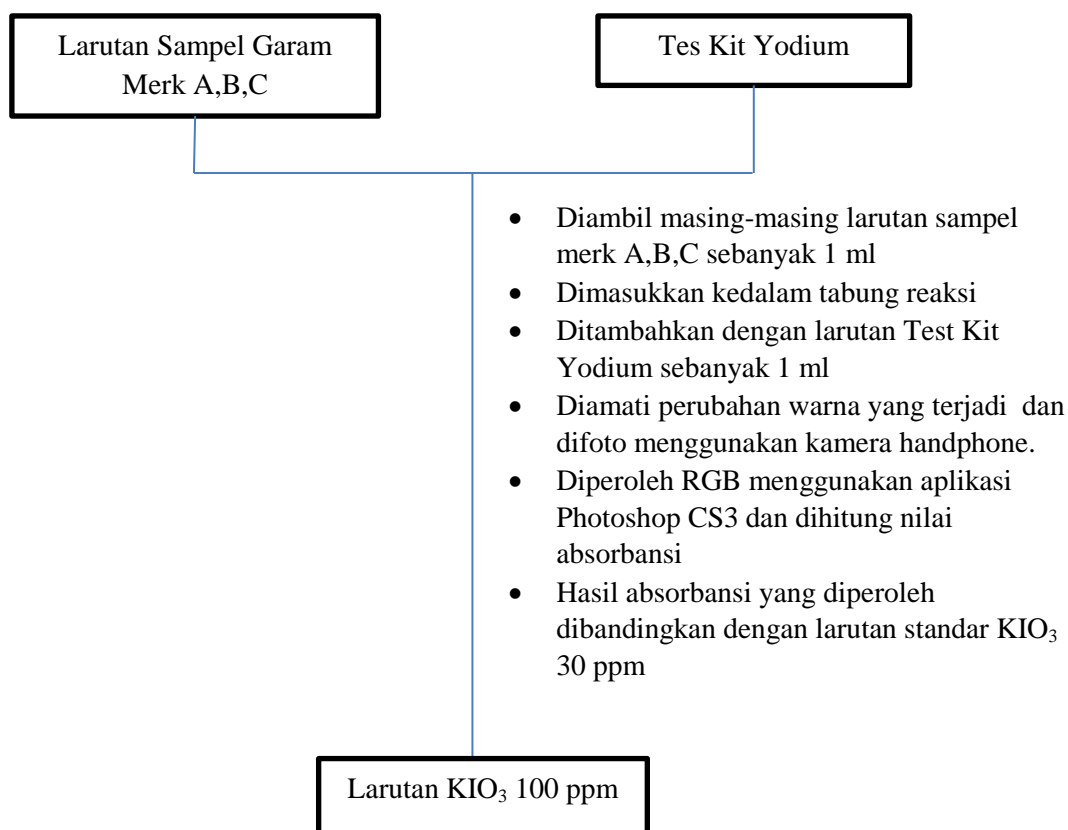 Larutan Sampel Garam
Merk A,B,C
Tes Kit Yodium
• Diambil masing-masing larutan sampel
merk A,B,C sebanyak 1 ml
• Dimasukkan kedalam tabung reaksi
• Ditambahkan dengan larutan Test Kit
Yodium sebanyak 1 ml
• Diamati perubahan warna yang terjadi  dan
difoto menggunakan kamera handphone.
• Diperoleh RGB menggunakan aplikasi
Photoshop CS3 dan dihitung nilai
absorbansi
• Hasil absorbansi yang diperoleh
dibandingkan dengan larutan standar KIO₃
30 ppm
Larutan KIO₃ 100 ppm